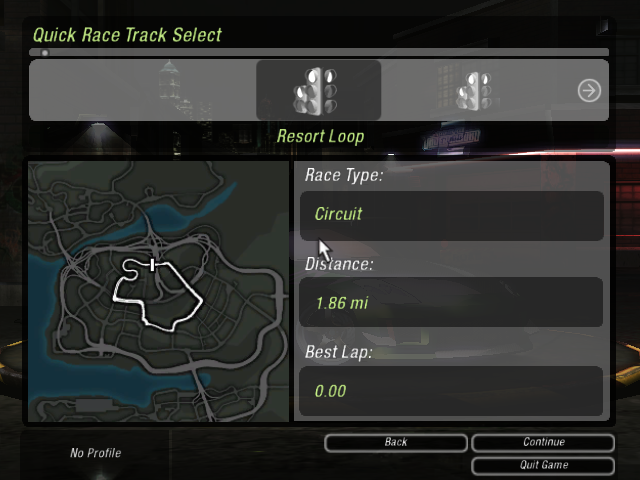 Quick Race Track Select
Resort Loop
Race Type:
Circuit
Distance:
1.86 mi
Best Lap:
0.00
No Profile
Back
Continue
Quit Game